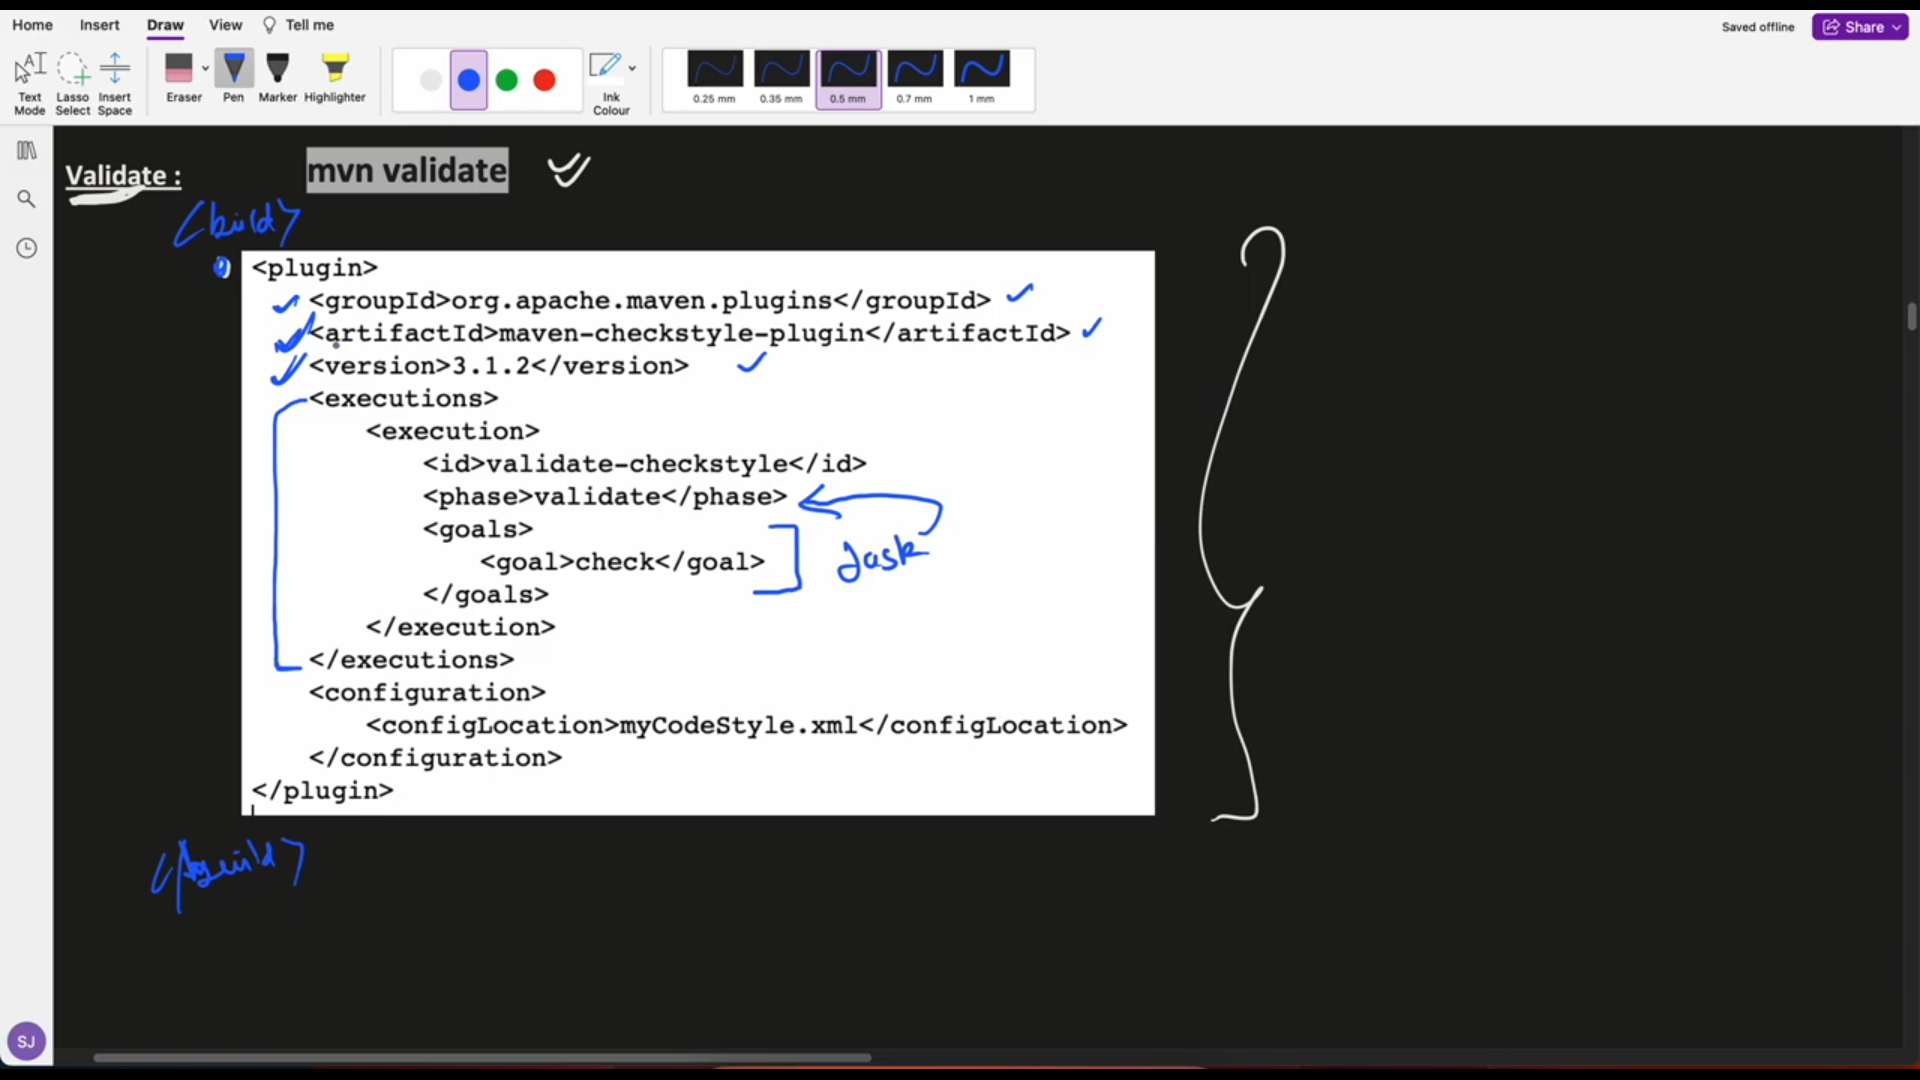 Home Insert Draw View Tell me
Saved offline Share
Text Mode Lasso Select Insert Space Eraser Pen Marker Highlighter Ink Colour 0.25 mm 0.35 mm 0.5 mm 0.7 mm 1 mm
Validate : mvn validate
<build>
<plugin>
<groupId>org.apache.maven.plugins</groupId>
<artifactId>maven-checkstyle-plugin</artifactId>
<version>3.1.2</version>
<executions>
<execution>
<id>validate-checkstyle</id>
<phase>validate</phase>
<goals>
<goal>check</goal>
task
</goals>
</execution>
</executions>
<configuration>
<configLocation>myCodeStyle.xml</configLocation>
</configuration>
</plugin>
</build>
SJ